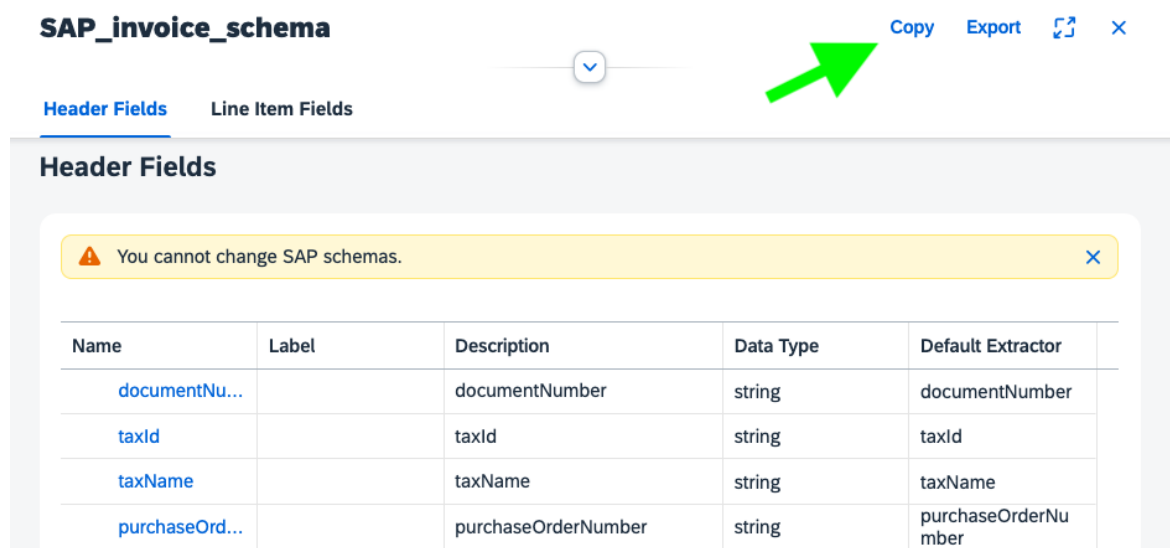 SAP_invoice_schema Copy Export
Header Fields Line Item Fields
Header Fields
You cannot change SAP schemas.
Name Label Description Data Type Default Extractor
documentNu... documentNumber string documentNumber
taxId taxId string taxId
taxName taxName string taxName
purchaseOrd... purchaseOrderNumber string purchaseOrderNu
mber